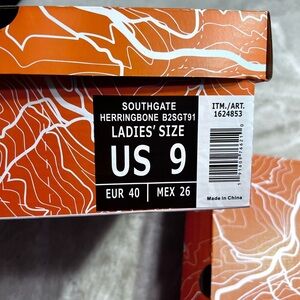 SOUTHGATE
HERRINGBONE B2SGT91
LADIES' SIZE
US 9
EUR 40 | MEX 26
ITM./ART.
1624853
Made in China